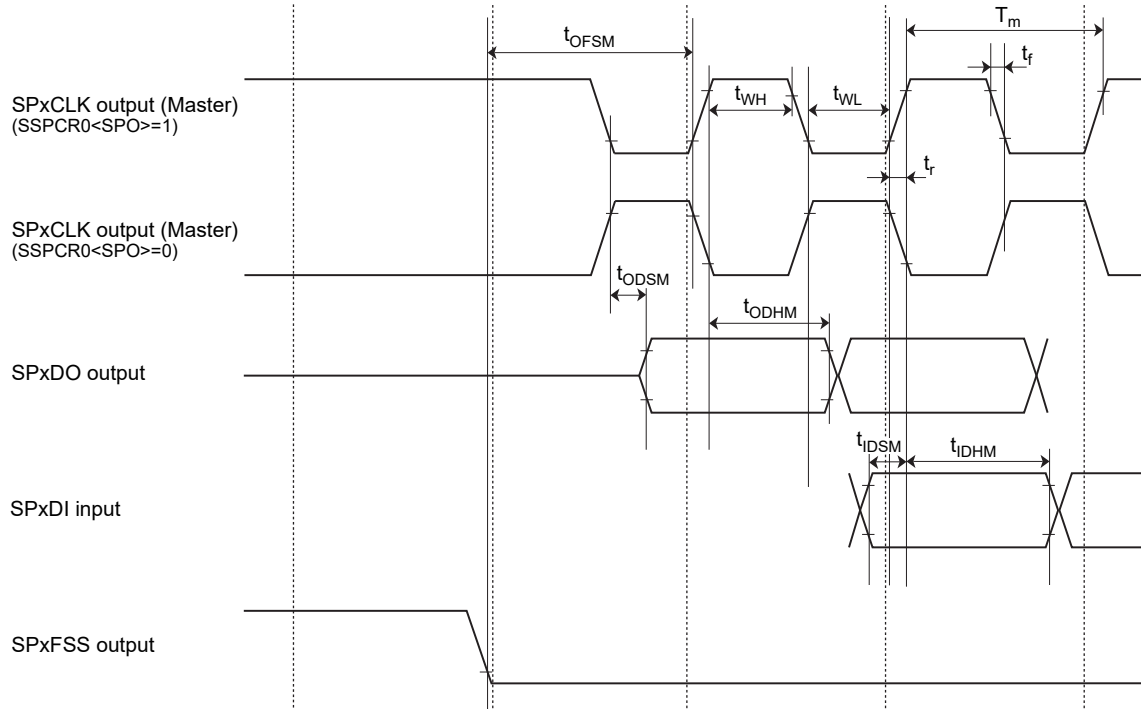 tOFSM
Tm
tf
SPxCLK output (Master)
(SSPCR0<SPO>=1)
tWH
tWL
tr
SPxCLK output (Master)
(SSPCR0<SPO>=0)
tODSM
tODHM
SPxDO output
tIDSM
tIDHM
SPxDI input
SPxFSS output